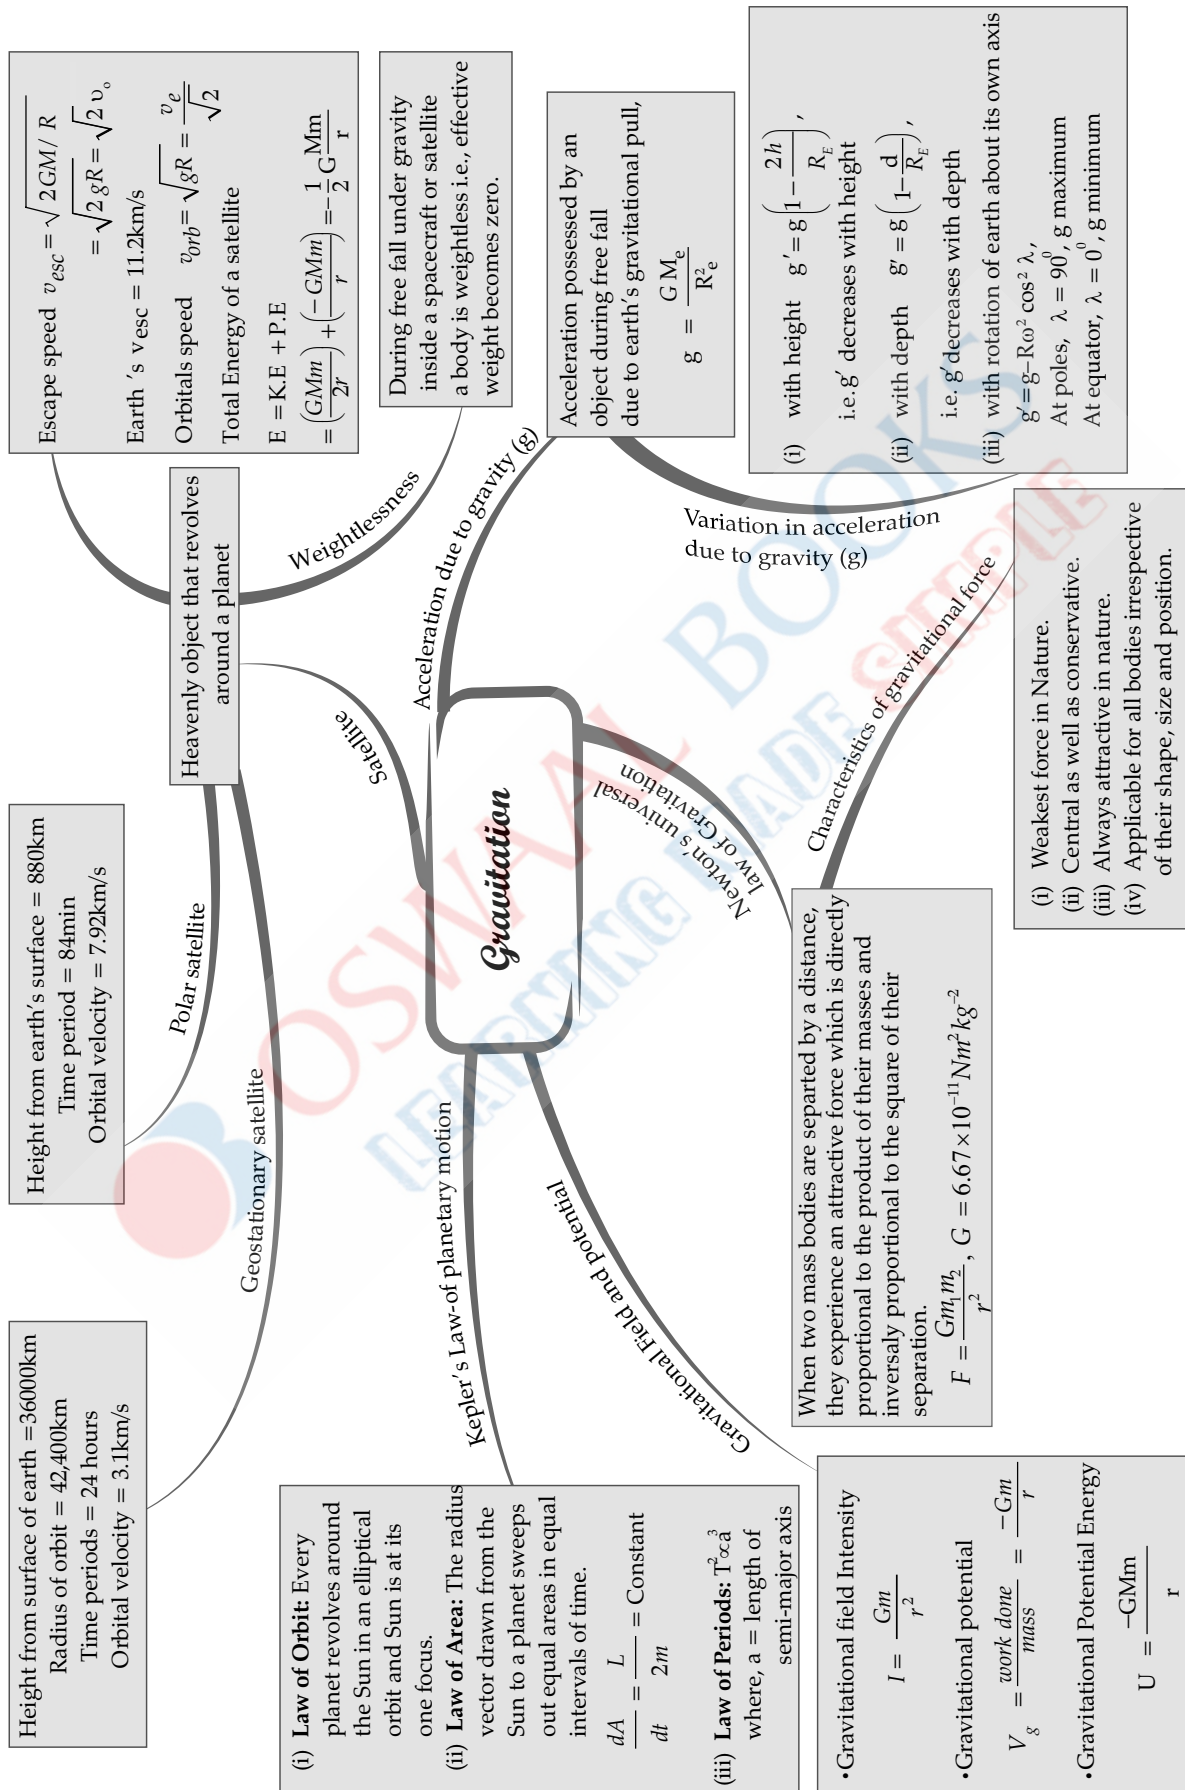 Gravitation
Satellite
Heavenly object that revolves
around a planet
Escape speed v_esc = √(2GM/R)
= √(2gR) = √2 υ_o
Earth 's vesc = 11.2km/s
Orbitals speed v_orb = √(gR) = v_e/√2
Total Energy of a satellite
E = K.E + P.E
= (GMm/2r) + (-GMm/r) = -1/2 G Mm/r
Weightlessness
During free fall under gravity
inside a spacecraft or satellite
a body is weightless i.e., effective
weight becomes zero.
Polar satellite
Height from earth's surface = 880km
Time period = 84min
Orbital velocity = 7.92km/s
Geostationary satellite
Height from surface of earth =36000km
Radius of orbit = 42,400km
Time periods = 24 hours
Orbital velocity = 3.1km/s
Acceleration due to gravity (g)
Acceleration possessed by an
object during free fall
due to earth's gravitational pull,
g = G M_e/R_e²
Variation in acceleration
due to gravity (g)
(i) with height g′ = g(1 - 2h/R_E),
i.e. g′ decreases with height
(ii) with depth g′ = g(1 - d/R_E),
i.e. g′ decreases with depth
(iii) with rotation of earth about its own axis
g′ = g–Rω² cos² λ,
At poles, λ = 90⁰, g maximum
At equator, λ = 0⁰, g minimum
Newton's universal
law of Gravitation
When two mass bodies are separted by a distance,
they experience an attractive force which is directly
proportional to the product of their masses and
inversaly proportional to the square of their
separation.
F = Gm₁m₂/r², G = 6.67×10⁻¹¹ Nm² kg⁻²
Characteristics of gravitational force
(i) Weakest force in Nature.
(ii) Central as well as conservative.
(iii) Always attractive in nature.
(iv) Applicable for all bodies irrespective
of their shape, size and position.
Kepler's Law-of planetary motion
(i) Law of Orbit: Every
planet revolves around
the Sun in an elliptical
orbit and Sun is at its
one focus.
(ii) Law of Area: The radius
vector drawn from the
Sun to a planet sweeps
out equal areas in equal
intervals of time.
dA/dt = L/2m = Constant
(iii) Law of Periods: T²∝a³
where, a = length of
semi-major axis
Gravitational Field and potential
•Gravitational field Intensity
I = Gm/r²
•Gravitational potential
V_g = work done/mass = -Gm/r
•Gravitational Potential Energy
U = -GMm/r
OSWAAL BOOKS
LEARNING MADE SIMPLE